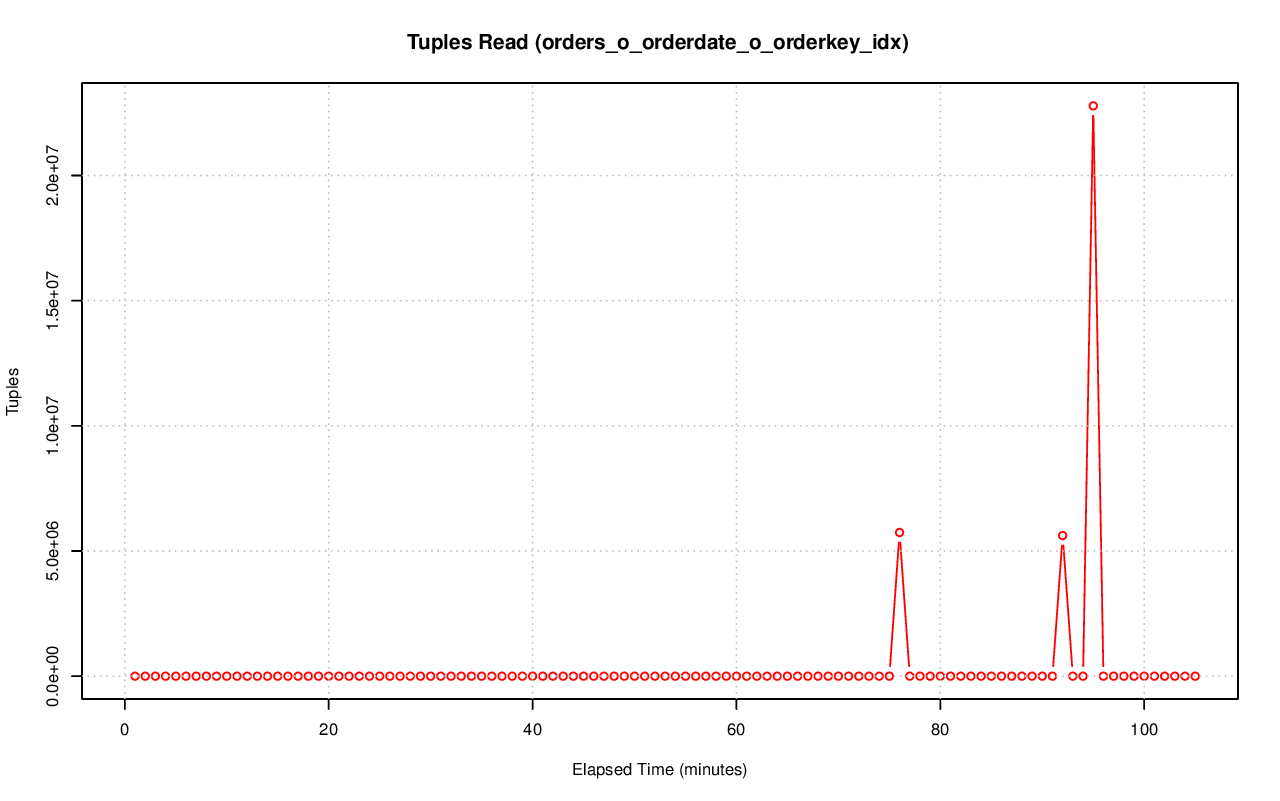 Tuples Read (orders_o_orderdate_o_orderkey_idx)
Tuples
2.0e+07
1.5e+07
1.0e+07
5.0e+06
0.0e+00
0 20 40 60 80 100
Elapsed Time (minutes)